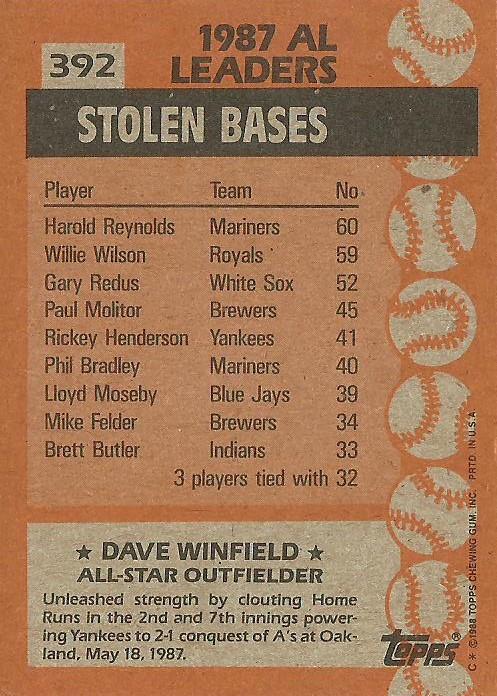 392
1987 AL
LEADERS
STOLEN BASES
Player Team No.
Harold Reynolds Mariners 60
Willie Wilson Royals 59
Gary Redus White Sox 52
Paul Molitor Brewers 45
Rickey Henderson Yankees 41
Phil Bradley Mariners 40
Lloyd Moseby Blue Jays 39
Mike Felder Brewers 34
Brett Butler Indians 33
3 players tied with 32
★ DAVE WINFIELD ★
ALL-STAR OUTFIELDER
Unleashed strength by clouting Home
Runs in the 2nd and 7th innings power-
ing Yankees to 2-1 conquest of A's at Oak-
land, May 18, 1987.
Topps®
C * ©1988 TOPPS CHEWING GUM, INC. PRTD. IN U.S.A.